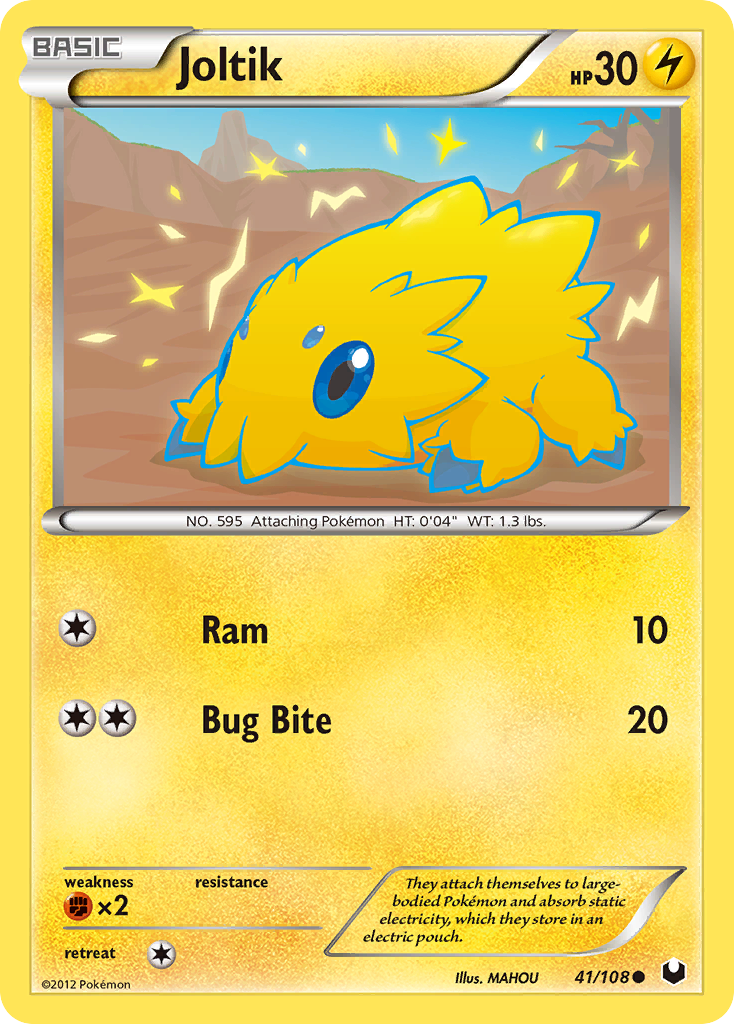 BASIC Joltik HP30
NO. 595 Attaching Pokémon HT: 0'04" WT: 1.3 lbs.
Ram 10
Bug Bite 20
weakness resistance
×2
retreat
They attach themselves to large-
bodied Pokémon and absorb static
electricity, which they store in an
electric pouch.
©2012 Pokémon Illus. MAHOU 41/108